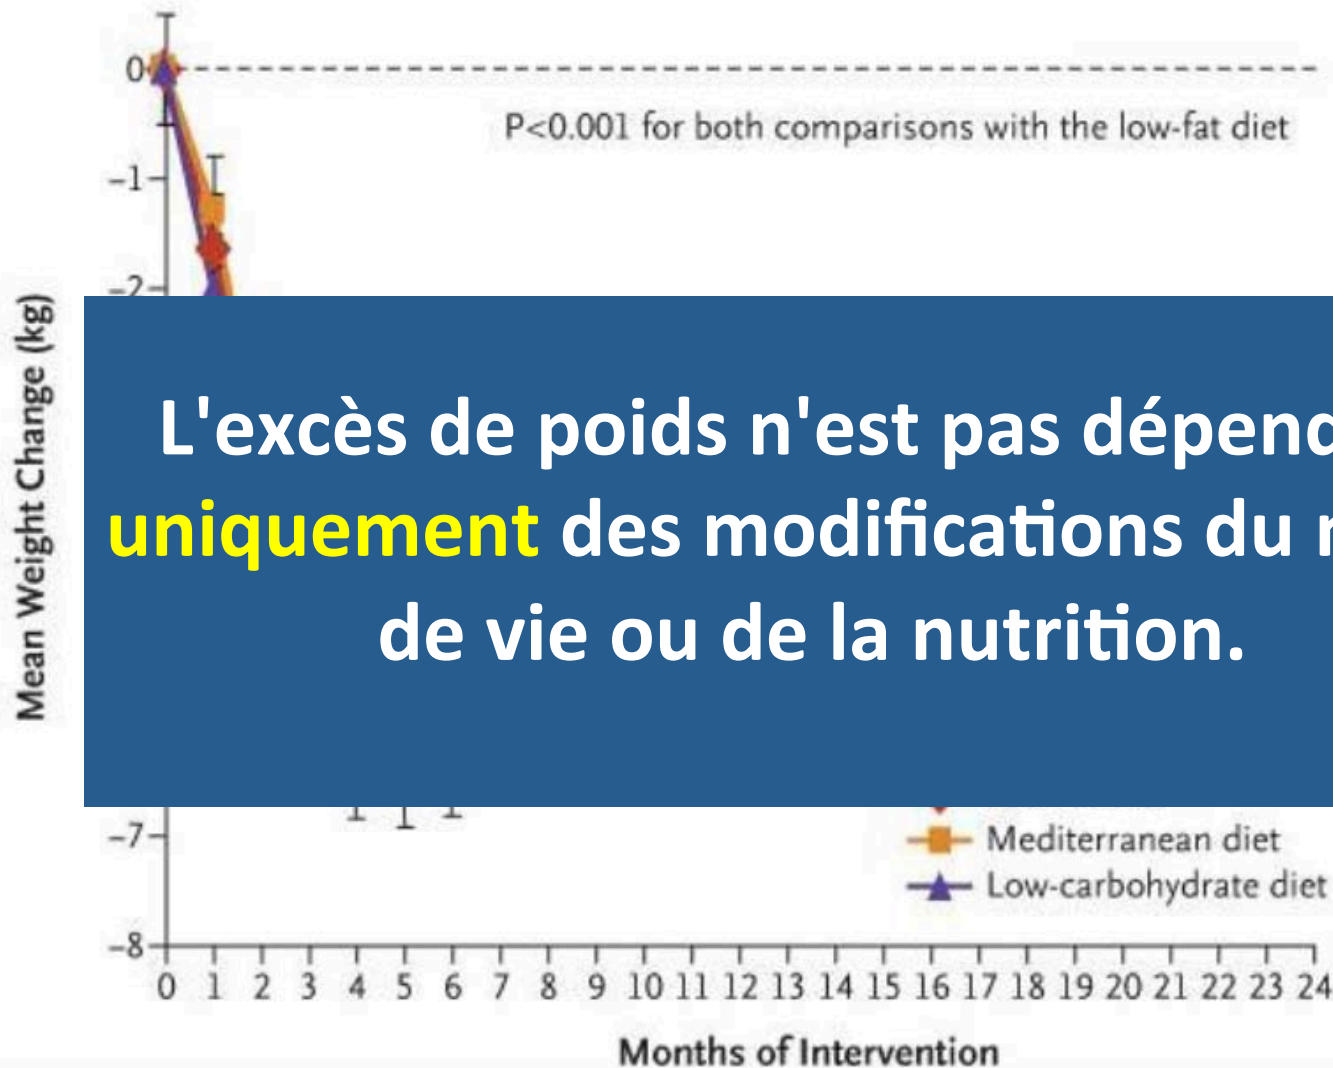 0
P<0.001 for both comparisons with the low-fat diet
−1
−2
Mean Weight Change (kg)
L'excès de poids n'est pas dépend
uniquement des modifications du
de vie ou de la nutrition.
−7
Mediterranean diet
Low-carbohydrate diet
−8
0 1 2 3 4 5 6 7 8 9 10 11 12 13 14 15 16 17 18 19 20 21 22 23 24
Months of Intervention